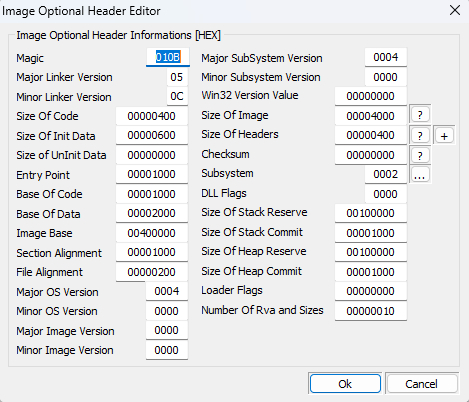 Image Optional Header Editor
Image Optional Header Informations [HEX]
Magic 010B
Major Linker Version 05
Minor Linker Version 0C
Size Of Code 00000400
Size Of Init Data 00000600
Size of UnInit Data 00000000
Entry Point 00001000
Base Of Code 00001000
Base Of Data 00002000
Image Base 00400000
Section Alignment 00001000
File Alignment 00000200
Major OS Version 0004
Minor OS Version 0000
Major Image Version 0000
Minor Image Version 0000
Major SubSystem Version 0004
Minor Subsystem Version 0000
Win32 Version Value 00000000
Size Of Image 00004000 ?
Size Of Headers 00000400 ? +
Checksum 00000000 ?
Subsystem 0002 ...
DLL Flags 0000
Size Of Stack Reserve 00100000
Size Of Stack Commit 00001000
Size Of Heap Reserve 00100000
Size Of Heap Commit 00001000
Loader Flags 00000000
Number Of Rva and Sizes 00000010
Ok
Cancel